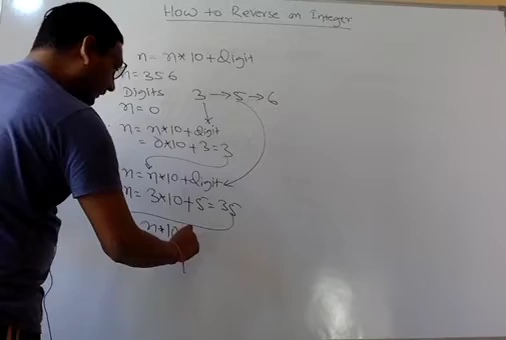 How to Reverse an Integer
n = n*10 + digit
n = 356
Digits 3 → 5 → 6
n = 0
n = n*10 + digit
= 0*10 + 3 = 3
n = n*10 + digit
n = 3*10 + 5 = 35
n*10